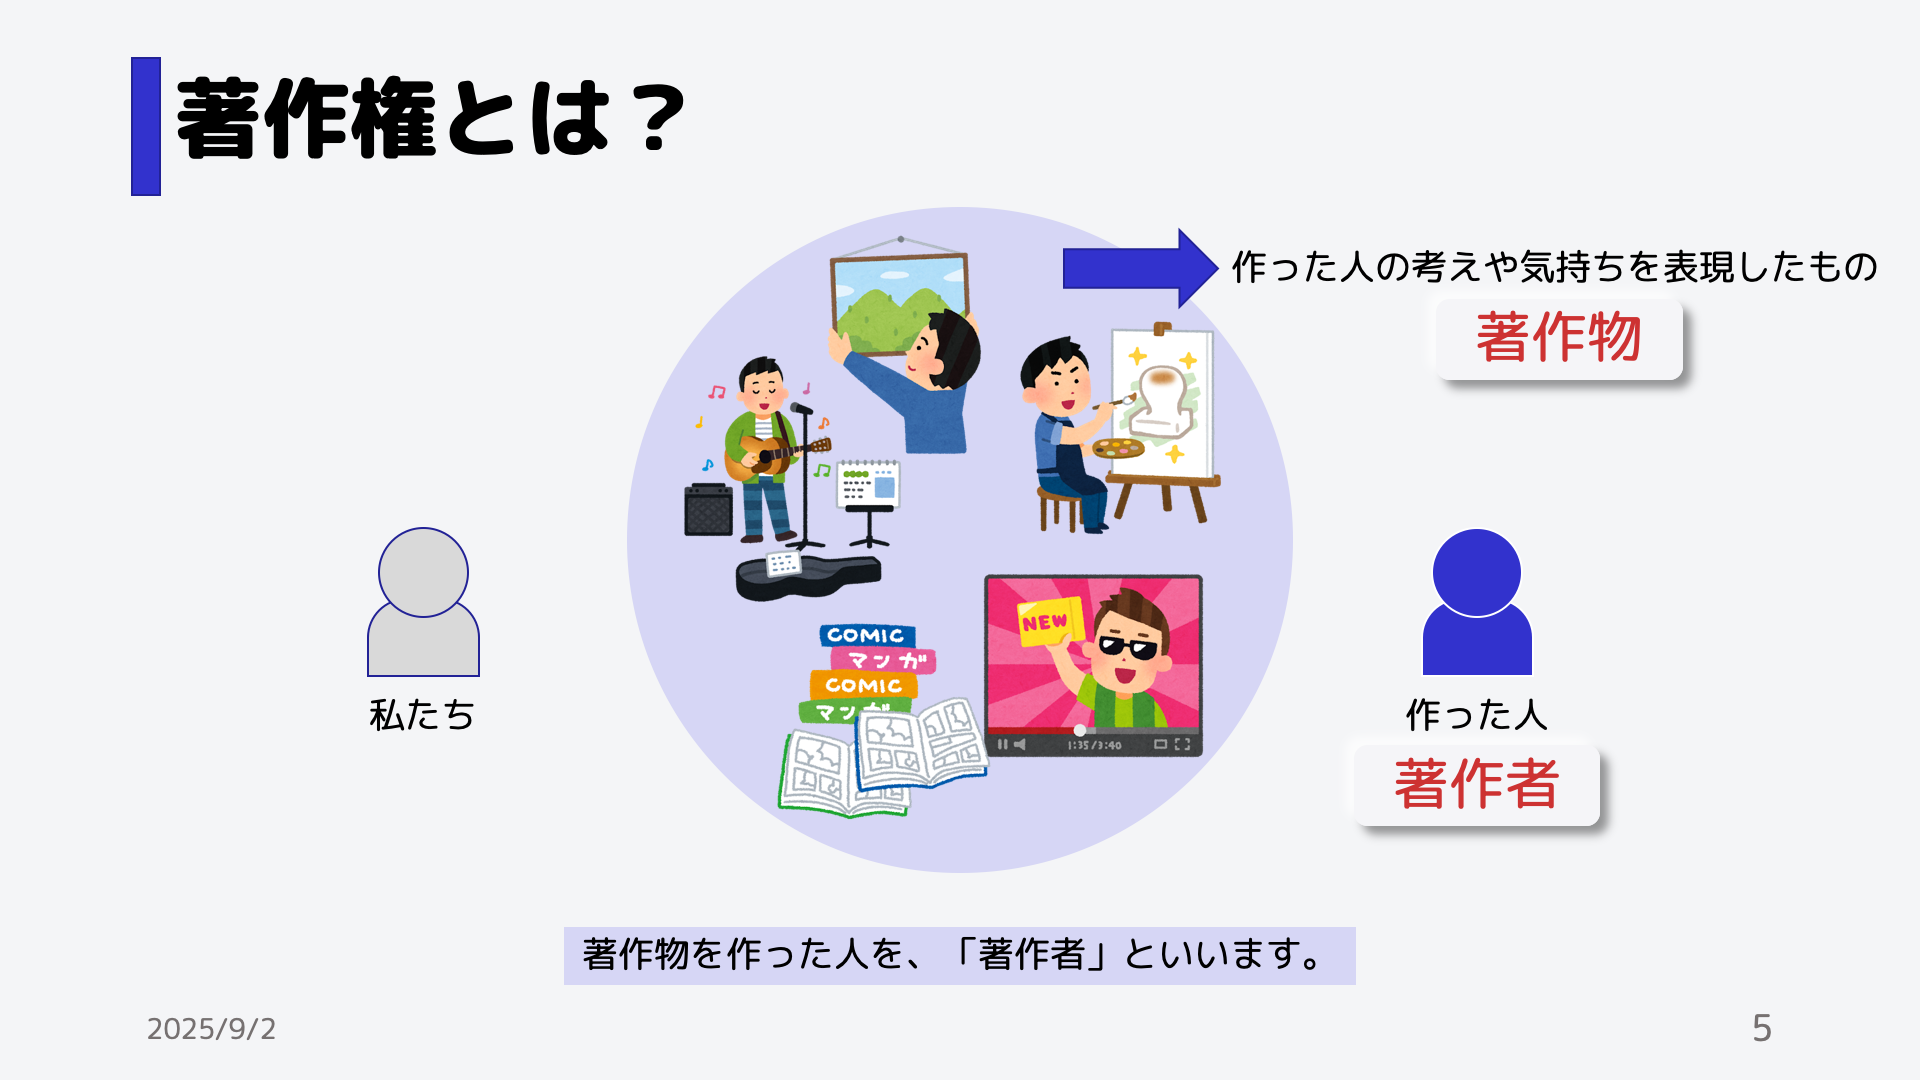 著作権とは？
作った人の考えや気持ちを表現したもの
著作物
COMIC
マンガ
COMIC
マンガ
NEW
1:35/3:40
私たち
作った人
著作者
著作物を作った人を、「著作者」といいます。
2025/9/2
5